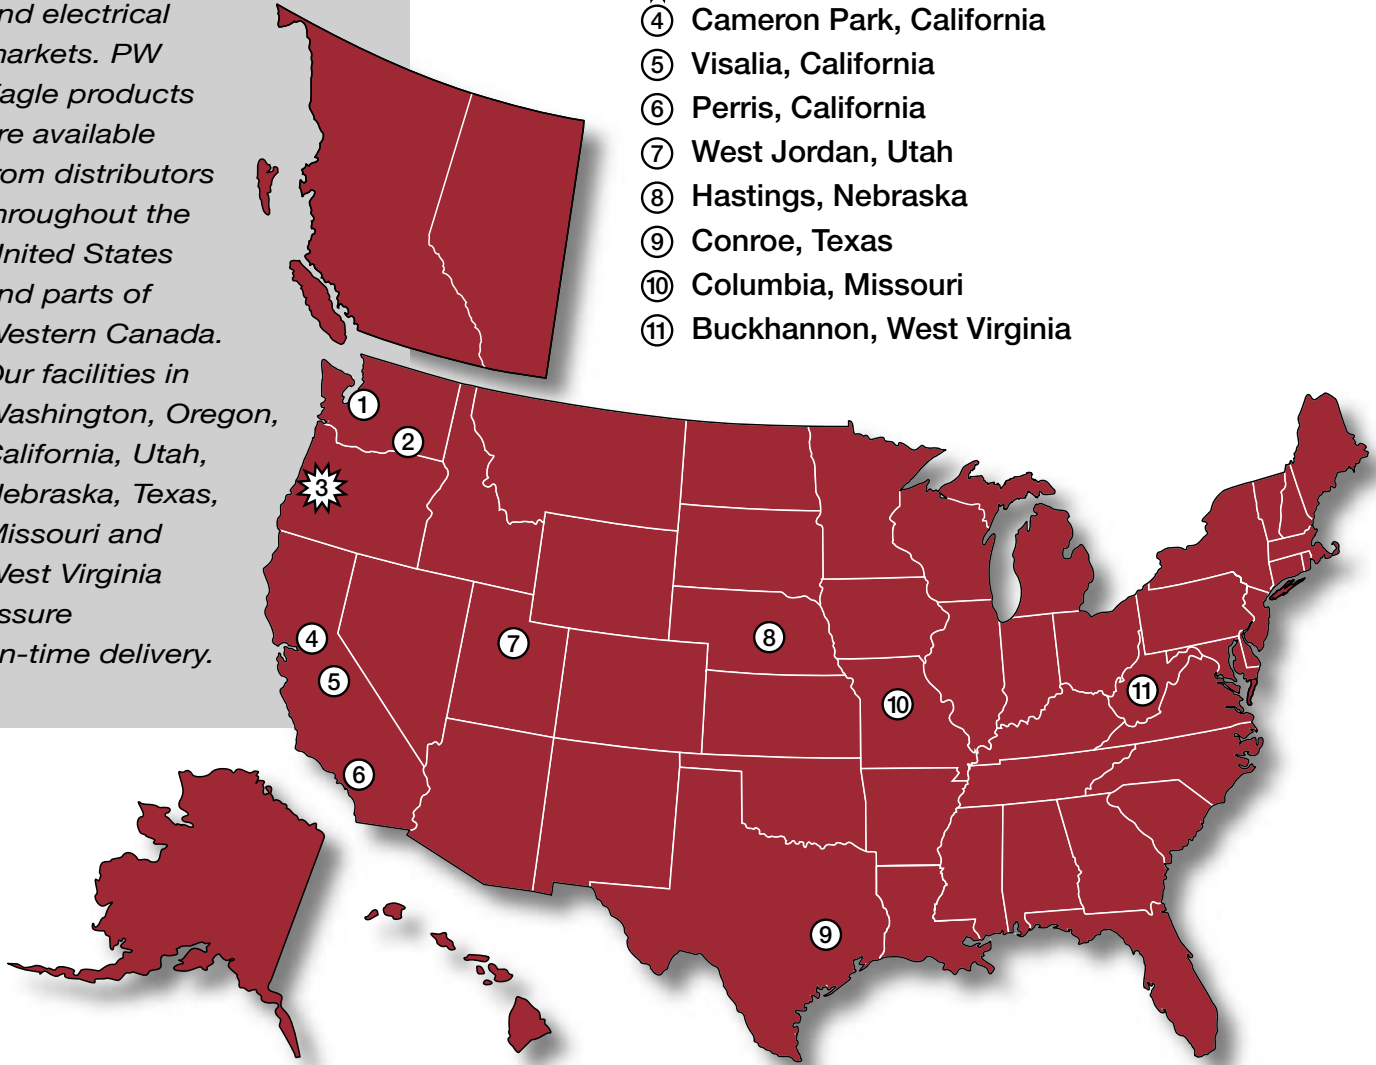 nd electrical
arkets. PW
agle products
re available
om distributors
roughout the
nited States
nd parts of
estern Canada.
ur facilities in
ashington, Oregon,
alifornia, Utah,
ebraska, Texas,
issouri and
est Virginia
ssure
n-time delivery.
4 Cameron Park, California
5 Visalia, California
6 Perris, California
7 West Jordan, Utah
8 Hastings, Nebraska
9 Conroe, Texas
10 Columbia, Missouri
11 Buckhannon, West Virginia
1
2
3
4
7
8
5
11
10
6
9